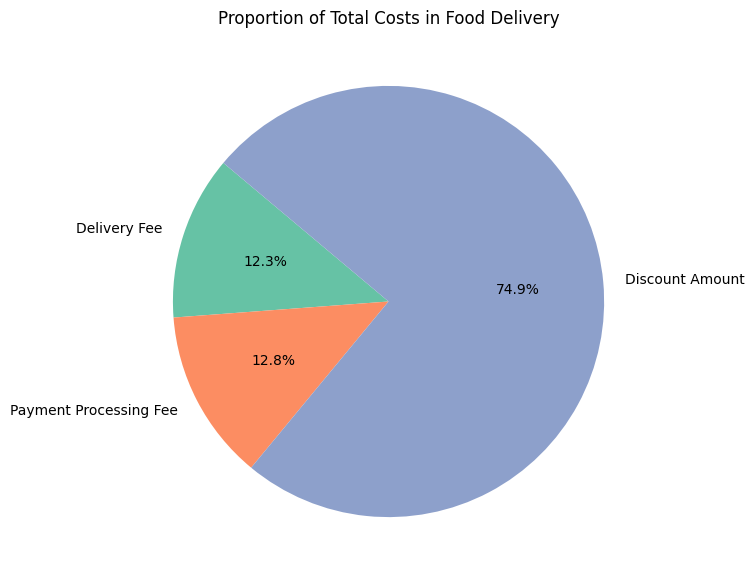 Proportion of Total Costs in Food Delivery
Delivery Fee
12.3%
74.9%
Discount Amount
12.8%
Payment Processing Fee